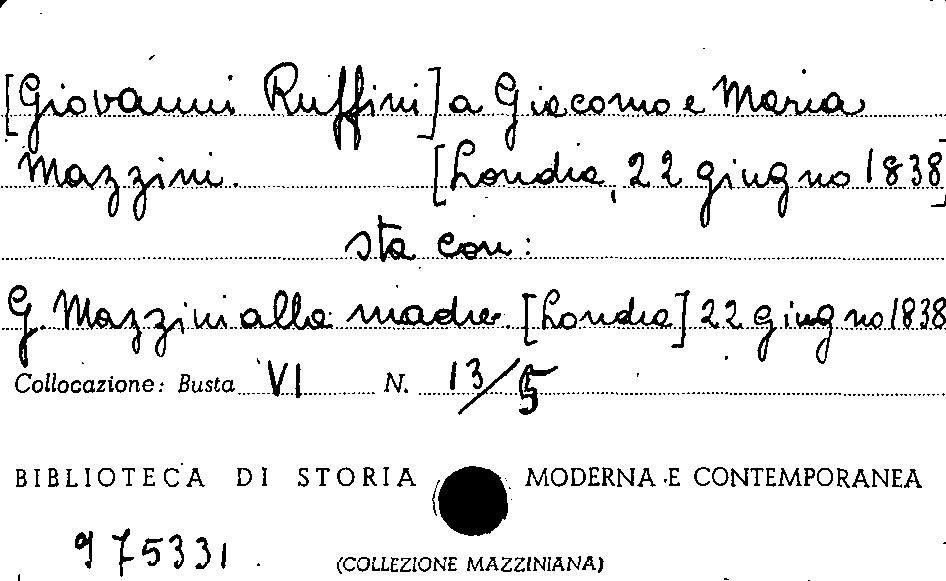 [Giovanni Ruffini] a Giacomo e Maria
Mazzini. [Londra, 22 giugno 1838]
sta con:
G. Mazzini alla madre. [Londra] 22 giugno 1838
Collocazione: Busta VI N. 13/5
BIBLIOTECA DI STORIA MODERNA E CONTEMPORANEA
975331. (COLLEZIONE MAZZINIANA)